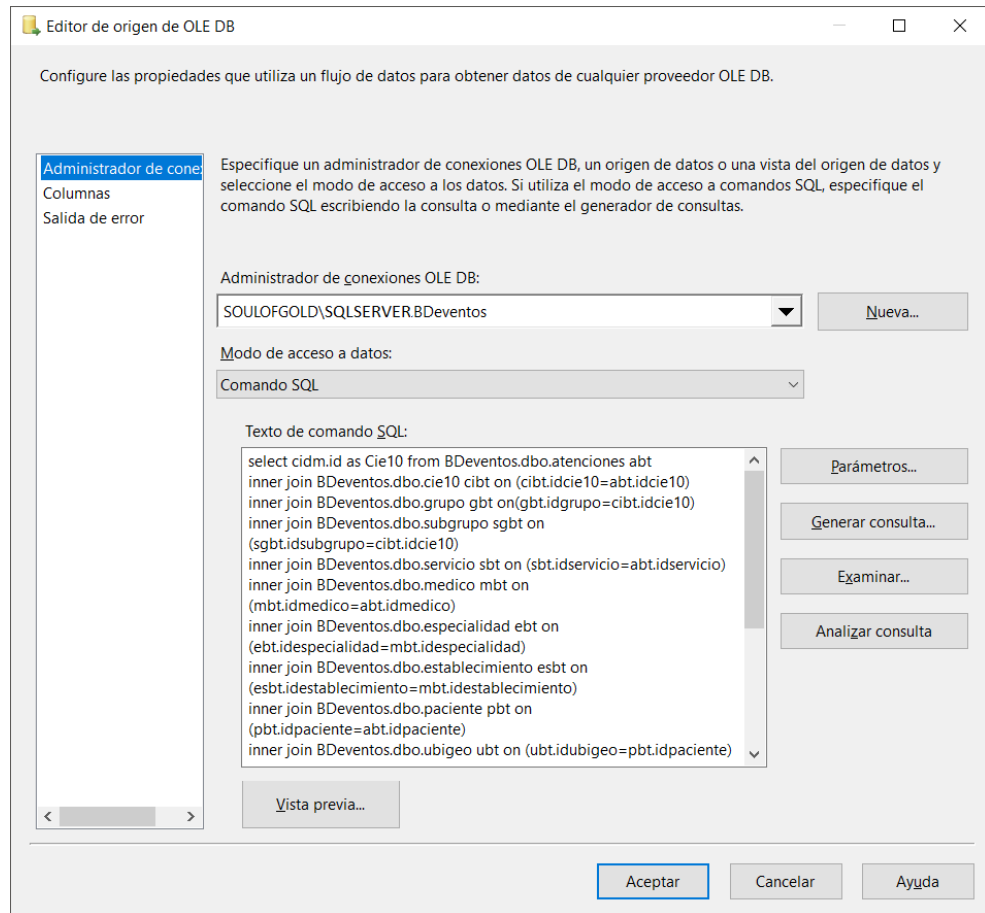 Editor de origen de OLE DB
Configure las propiedades que utiliza un flujo de datos para obtener datos de cualquier proveedor OLE DB.
Administrador de cone
Columnas
Salida de error
Especifique un administrador de conexiones OLE DB, un origen de datos o una vista del origen de datos y
seleccione el modo de acceso a los datos. Si utiliza el modo de acceso a comandos SQL, especifique el
comando SQL escribiendo la consulta o mediante el generador de consultas.
Administrador de conexiones OLE DB:
SOULOFGOLD\SQLSERVER.BDeventos
Nueva...
Modo de acceso a datos:
Comando SQL
Texto de comando SQL:
select cidm.id as Cie10 from BDeventos.dbo.atenciones abt
inner join BDeventos.dbo.cie10 cibt on (cibt.idcie10=abt.idcie10)
inner join BDeventos.dbo.grupo gbt on(gbt.idgrupo=cibt.idcie10)
inner join BDeventos.dbo.subgrupo sgbt on
(sgbt.idsubgrupo=cibt.idcie10)
inner join BDeventos.dbo.servicio sbt on (sbt.idservicio=abt.idservicio)
inner join BDeventos.dbo.medico mbt on
(mbt.idmedico=abt.idmedico)
inner join BDeventos.dbo.especialidad ebt on
(ebt.idespecialidad=mbt.idespecialidad)
inner join BDeventos.dbo.establecimiento esbt on
(esbt.idestablecimiento=mbt.idestablecimiento)
inner join BDeventos.dbo.paciente pbt on
(pbt.idpaciente=abt.idpaciente)
inner join BDeventos.dbo.ubigeo ubt on (ubt.idubigeo=pbt.idpaciente)
Parámetros...
Generar consulta...
Examinar...
Analizar consulta
Vista previa...
Aceptar
Cancelar
Ayuda